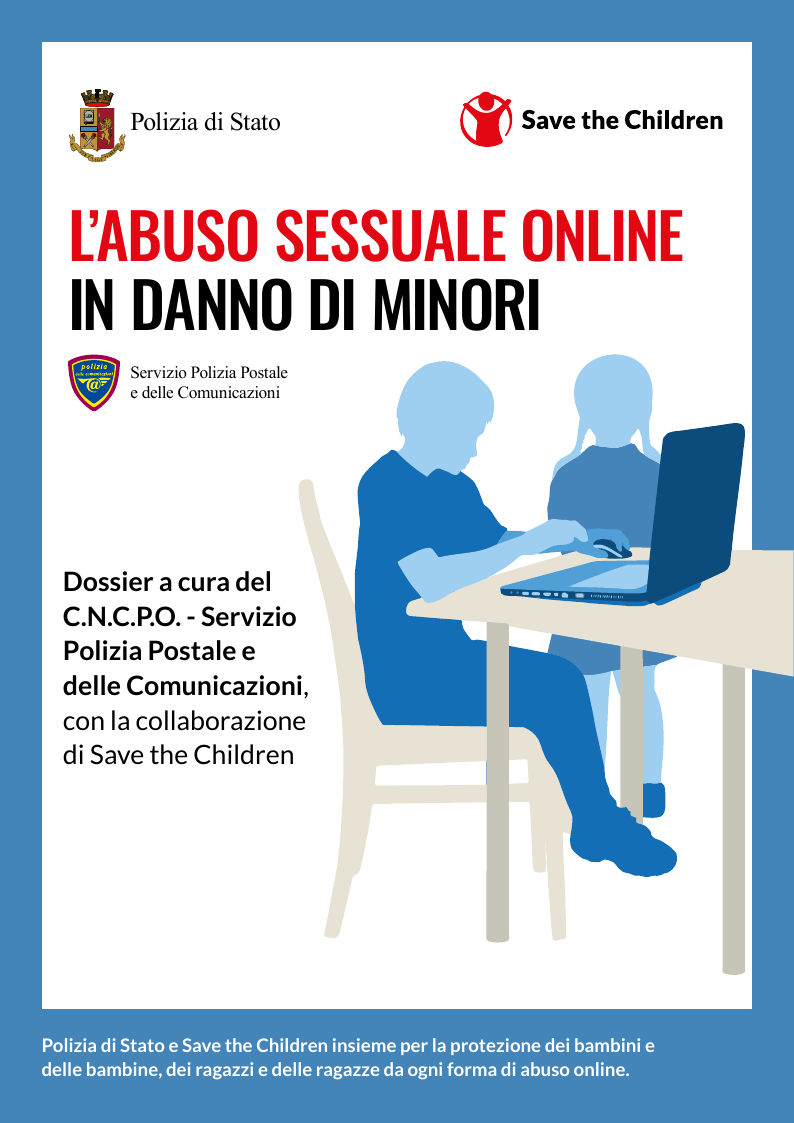 Polizia di Stato
Save the Children
L'ABUSO SESSUALE ONLINE
IN DANNO DI MINORI
polizia
delle comunicazioni
@
Servizio Polizia Postale
e delle Comunicazioni
Dossier a cura del
C.N.C.P.O. - Servizio
Polizia Postale e
delle Comunicazioni,
con la collaborazione
di Save the Children
Polizia di Stato e Save the Children insieme per la protezione dei bambini e
delle bambine, dei ragazzi e delle ragazze da ogni forma di abuso online.